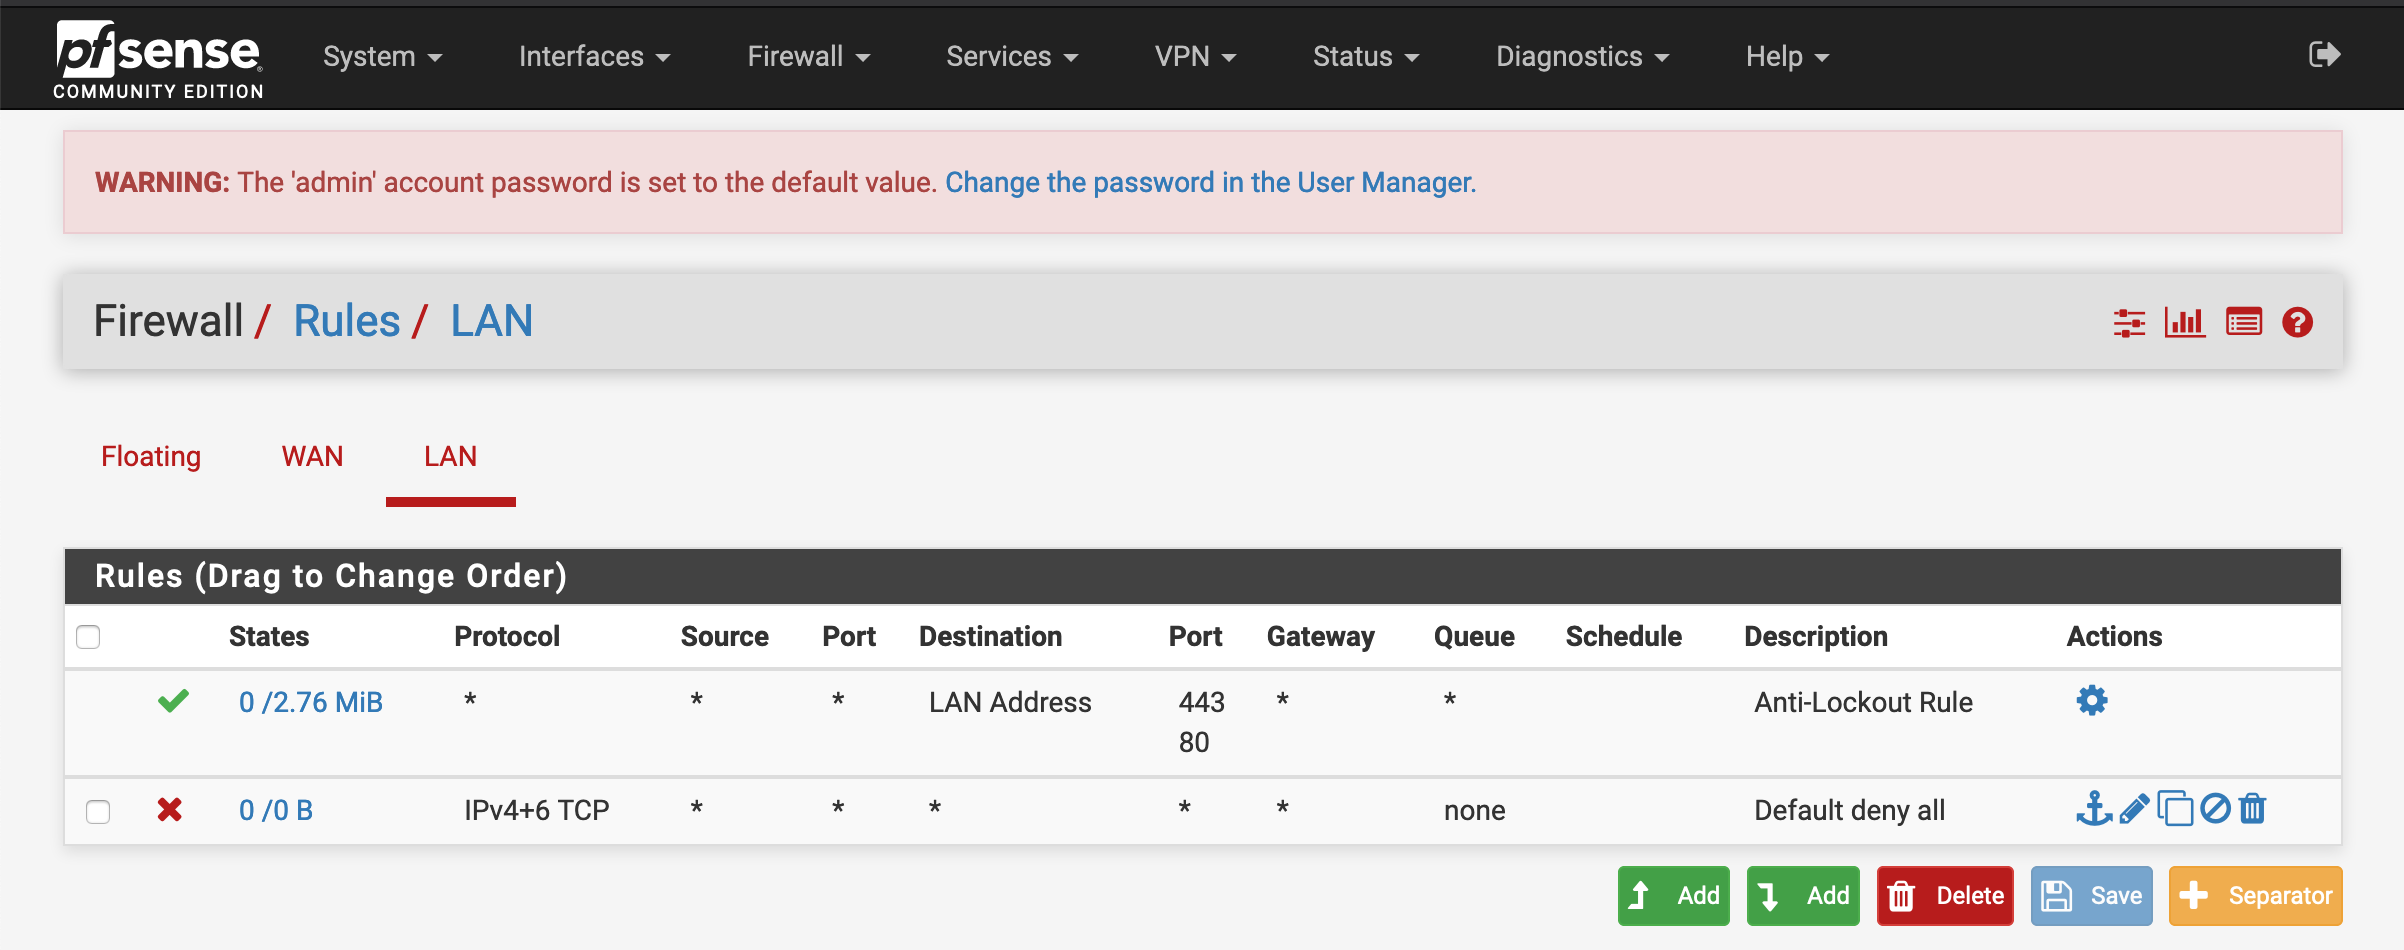 pfsense
COMMUNITY EDITION
System Interfaces Firewall Services VPN Status Diagnostics Help
WARNING: The 'admin' account password is set to the default value. Change the password in the User Manager.
Firewall / Rules / LAN
Floating WAN LAN
Rules (Drag to Change Order)
States Protocol Source Port Destination Port Gateway Queue Schedule Description Actions
0 /2.76 MiB * * * LAN Address 443 * * Anti-Lockout Rule
80
0 /0 B IPv4+6 TCP * * * * * none Default deny all
Add Add Delete Save Separator